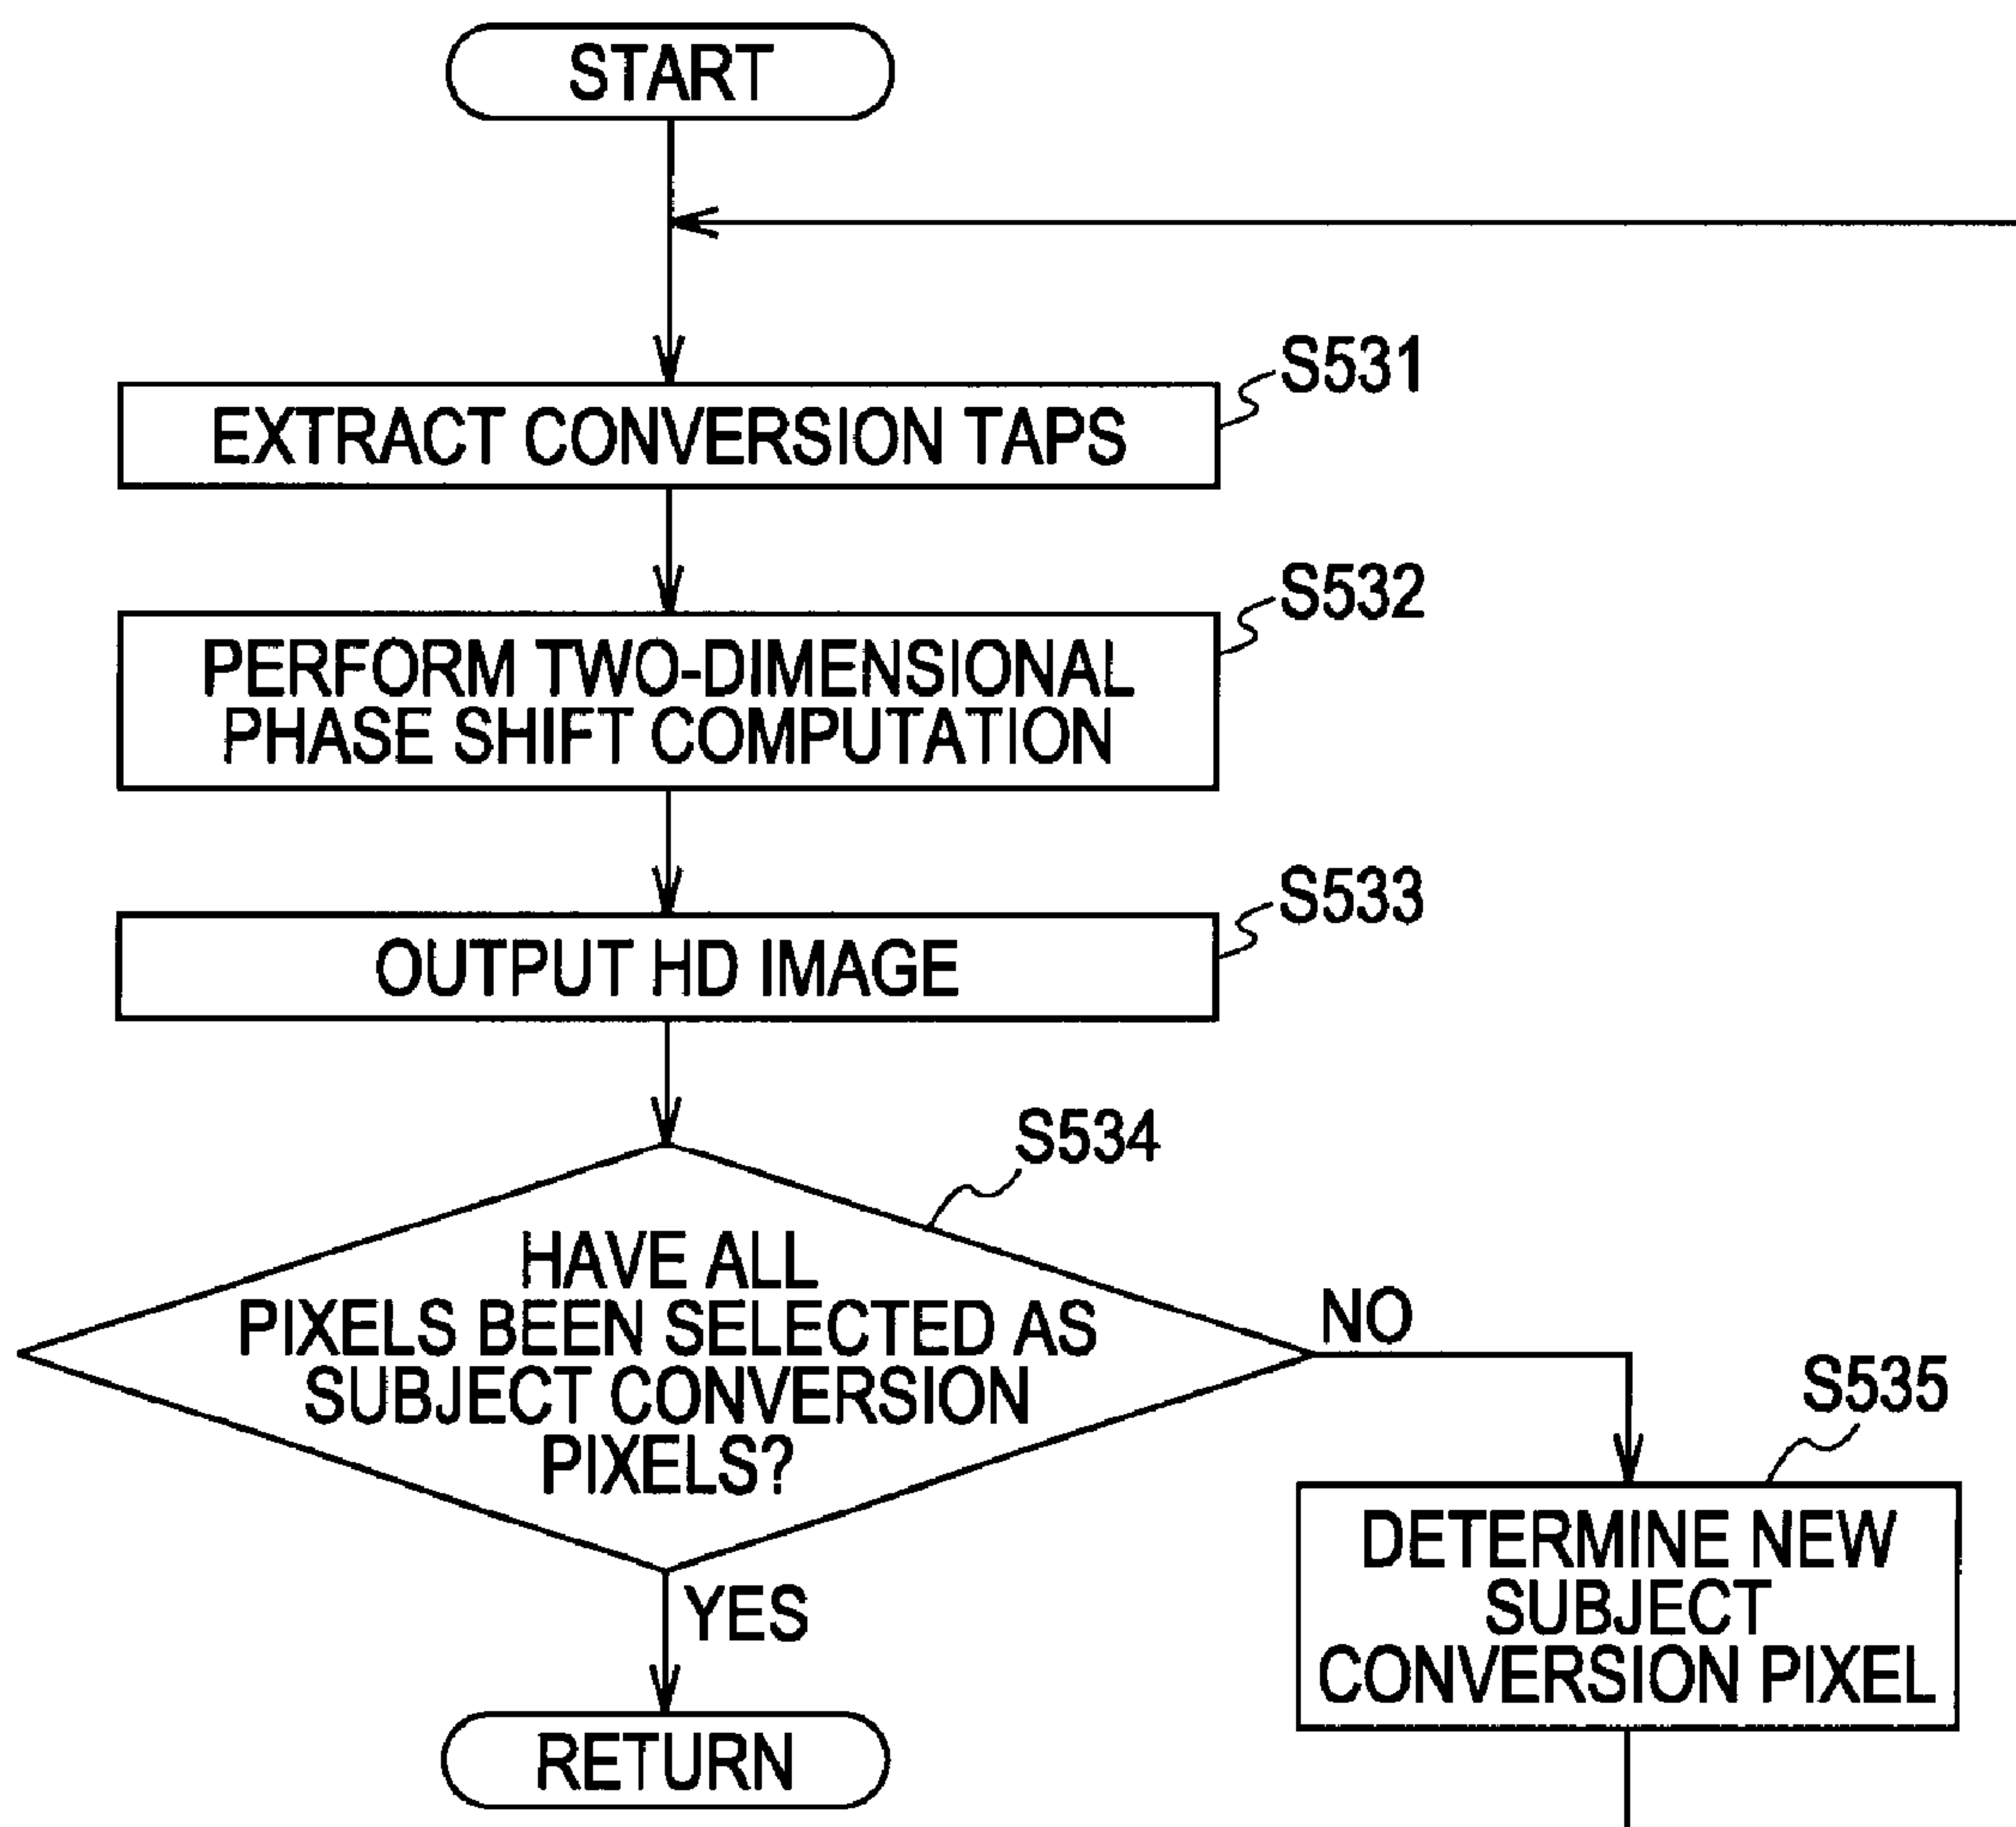 START
S531
EXTRACT CONVERSION TAPS
S532
PERFORM TWO-DIMENSIONAL
PHASE SHIFT COMPUTATION
S533
OUTPUT HD IMAGE
S534
HAVE ALL
PIXELS BEEN SELECTED AS
SUBJECT CONVERSION
PIXELS?
NO
S535
DETERMINE NEW
SUBJECT
CONVERSION PIXEL
YES
RETURN